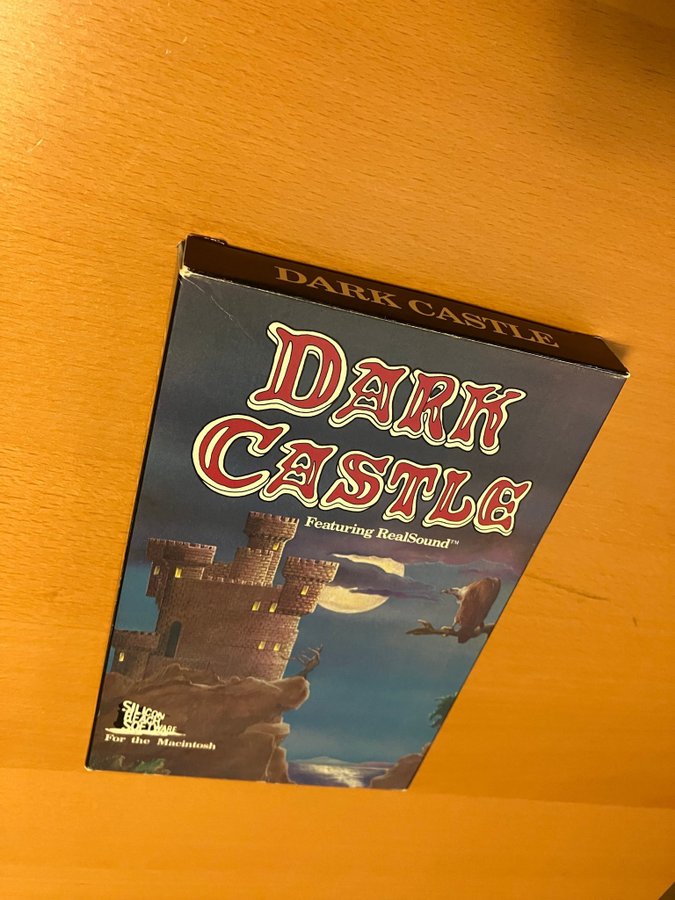 DARK CASTLE
DARK
CASTLE
Featuring RealSound™
SILICON
BEACH
SOFTWARE
For the Macintosh